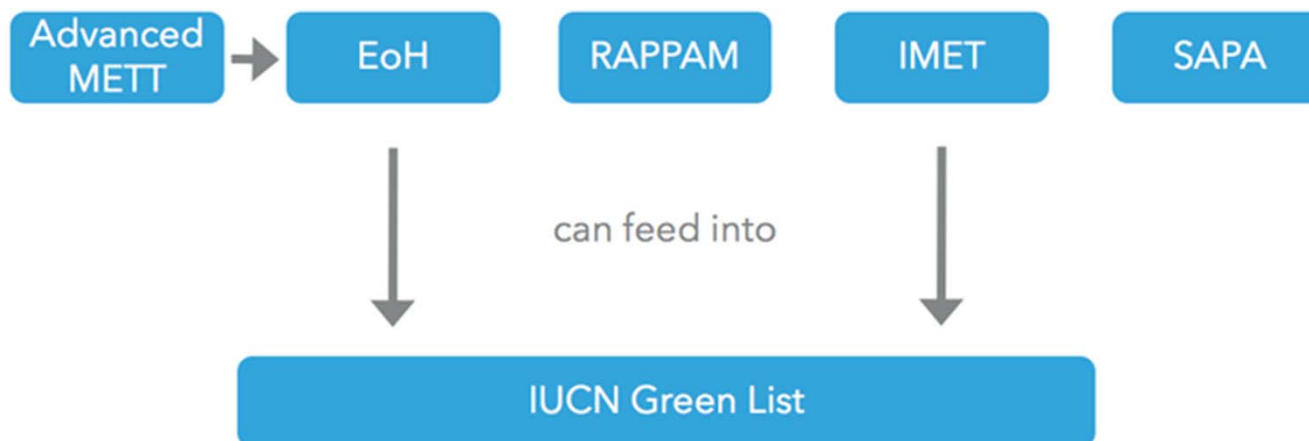 Advanced
METT
EoH
RAPPAM
IMET
SAPA
can feed into
IUCN Green List